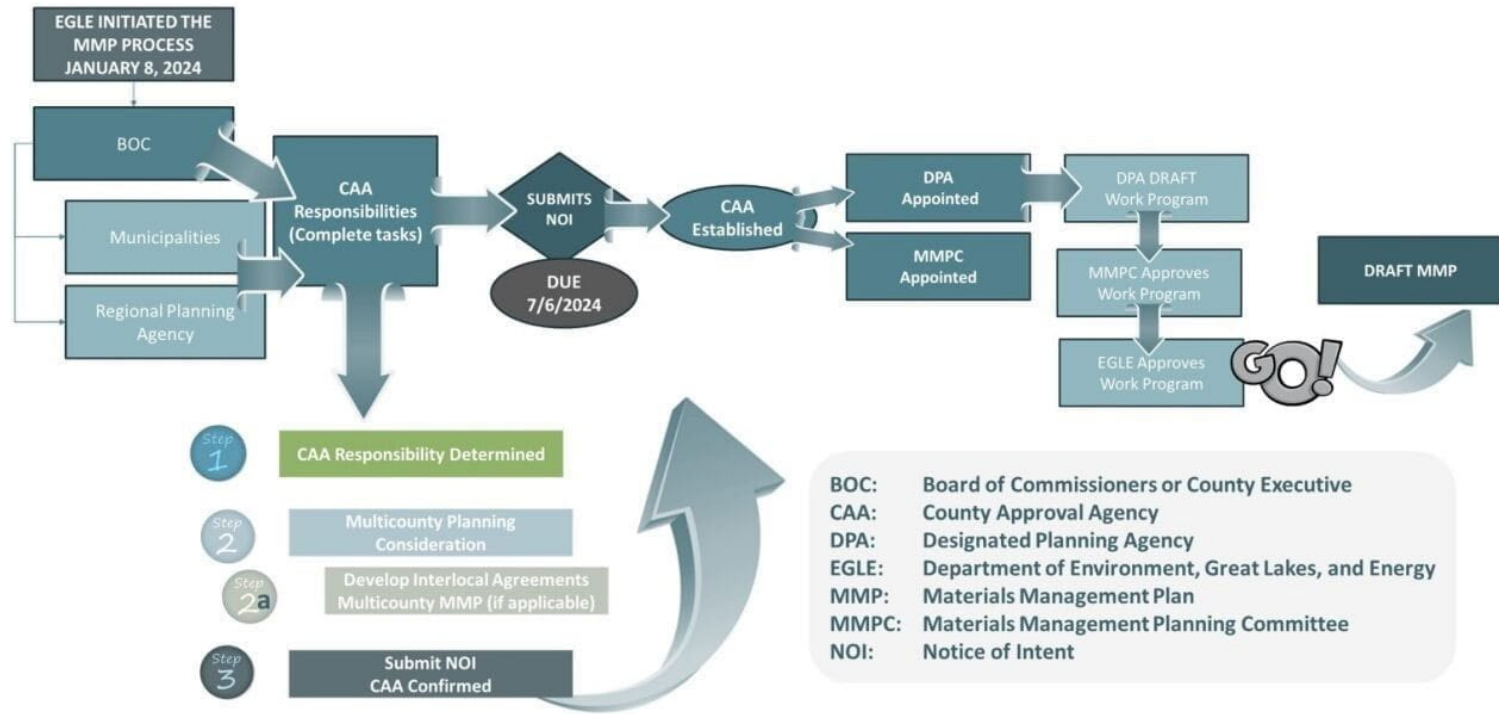 EGLE INITIATED THE
MMP PROCESS
JANUARY 8, 2024
BOC
Municipalities
Regional Planning
Agency
CAA
Responsibilities
(Complete tasks)
SUBMITS
NOI
DUE
7/6/2024
CAA
Established
DPA
Appointed
MMPC
Appointed
DPA DRAFT
Work Program
MMPC Approves
Work Program
EGLE Approves
Work Program
GO!
DRAFT MMP
Step
1
CAA Responsibility Determined
Step
2
Multicounty Planning
Consideration
Step
2a
Develop Interlocal Agreements
Multicounty MMP (if applicable)
Step
3
Submit NOI
CAA Confirmed
BOC: Board of Commissioners or County Executive
CAA: County Approval Agency
DPA: Designated Planning Agency
EGLE: Department of Environment, Great Lakes, and Energy
MMP: Materials Management Plan
MMPC: Materials Management Planning Committee
NOI: Notice of Intent